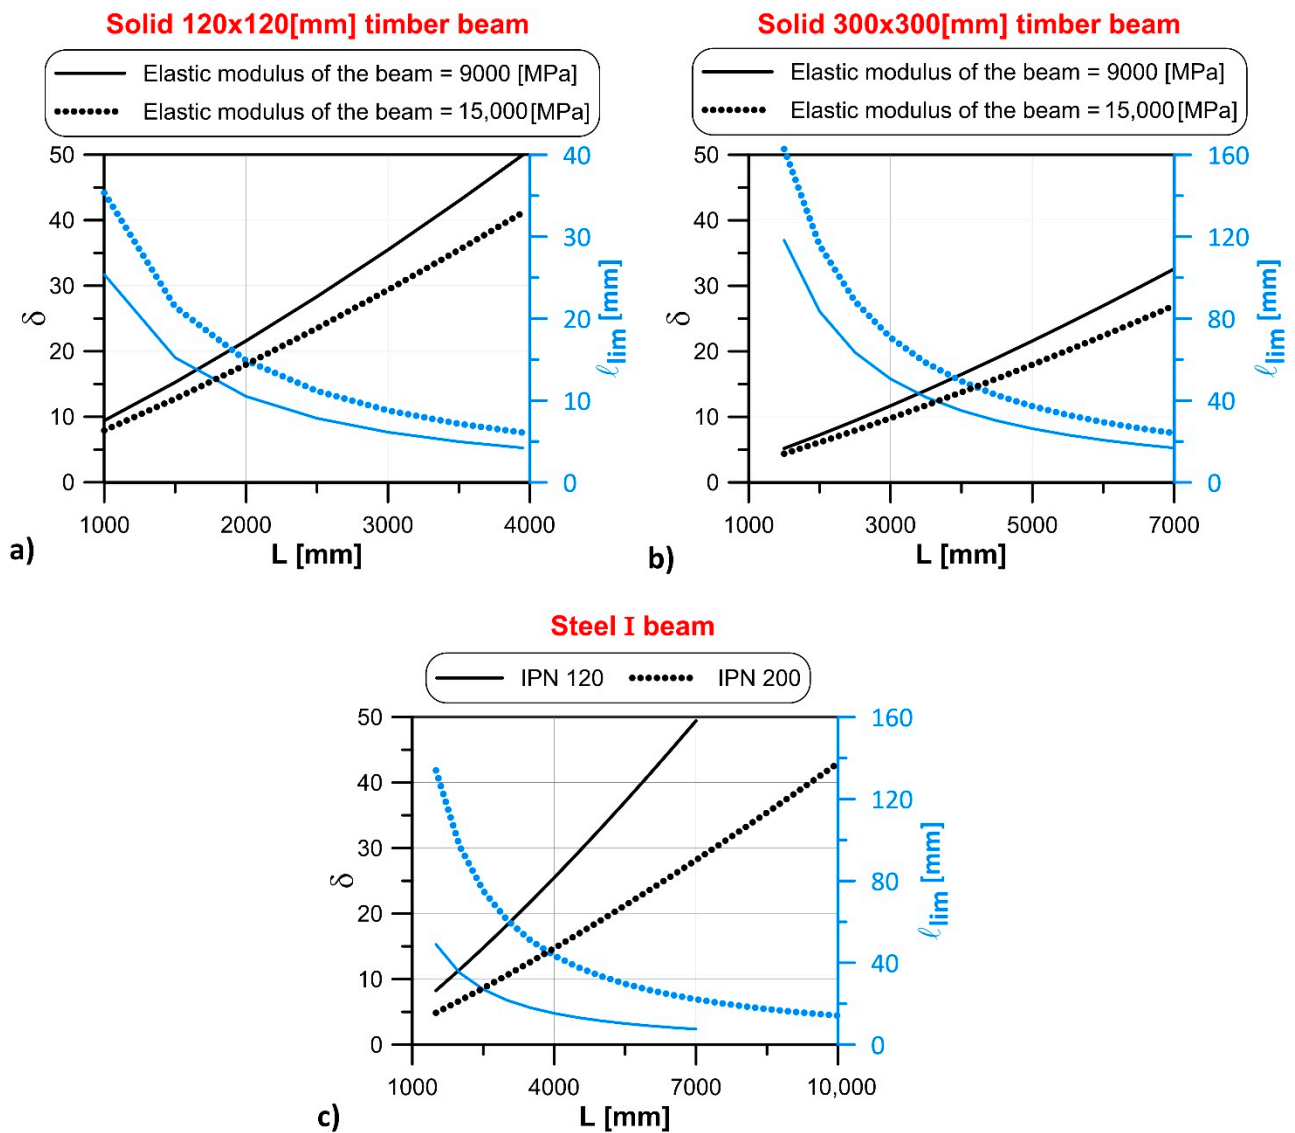 Solid 120x120[mm] timber beam
Elastic modulus of the beam = 9000 [MPa]
Elastic modulus of the beam = 15,000 [MPa]
50
40
30
20
10
0
δ
40
30
20
10
0
ℓlim [mm]
1000
2000
3000
4000
L [mm]
a)
Solid 300x300[mm] timber beam
Elastic modulus of the beam = 9000 [MPa]
Elastic modulus of the beam = 15,000 [MPa]
50
40
30
20
10
0
δ
160
120
80
40
0
ℓlim [mm]
1000
3000
5000
7000
L [mm]
b)
Steel I beam
IPN 120
IPN 200
50
40
30
20
10
0
δ
160
120
80
40
0
ℓlim [mm]
1000
4000
7000
10,000
L [mm]
c)